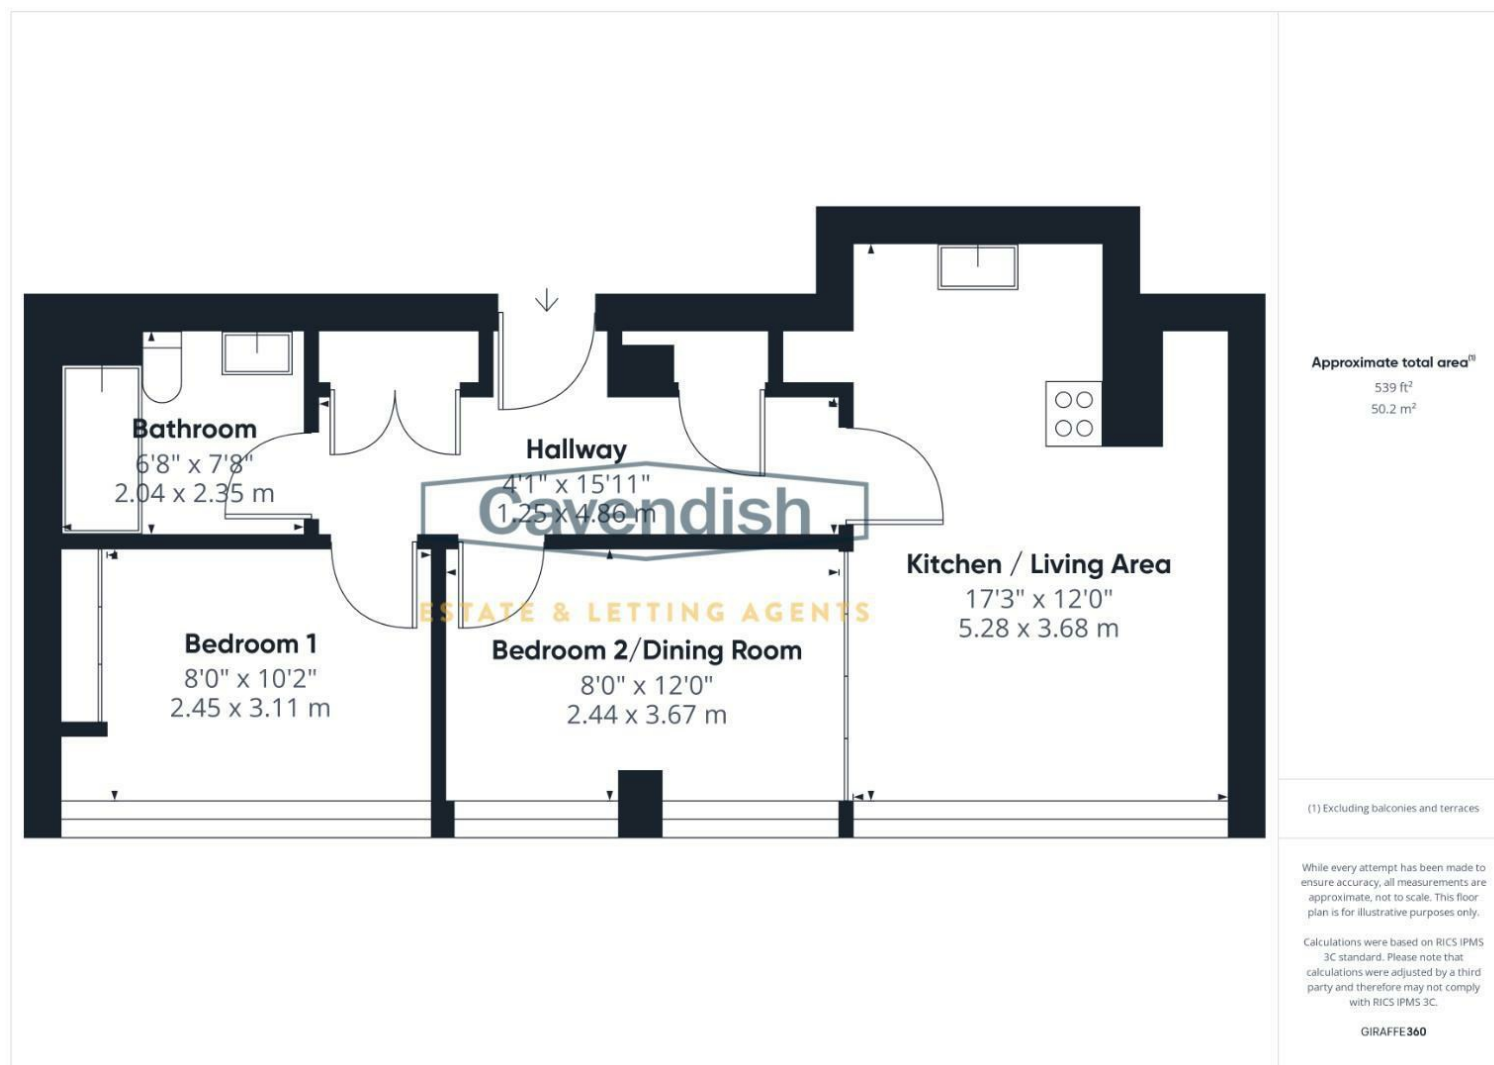 Bathroom
6'8" x 7'8"
2.04 x 2.35 m
Hallway
4'1" x 15'11"
1.25 x 4.86 m
Cavendish
ESTATE & LETTING AGENTS
Kitchen / Living Area
17'3" x 12'0"
5.28 x 3.68 m
Bedroom 1
8'0" x 10'2"
2.45 x 3.11 m
Bedroom 2/Dining Room
8'0" x 12'0"
2.44 x 3.67 m
Approximate total area(1)
539 ft²
50.2 m²
(1) Excluding balconies and terraces
While every attempt has been made to
ensure accuracy, all measurements are
approximate, not to scale. This floor
plan is for illustrative purposes only.
Calculations were based on RICS IPMS
3C standard. Please note that
calculations were adjusted by a third
party and therefore may not comply
with RICS IPMS 3C.
GIRAFFE360